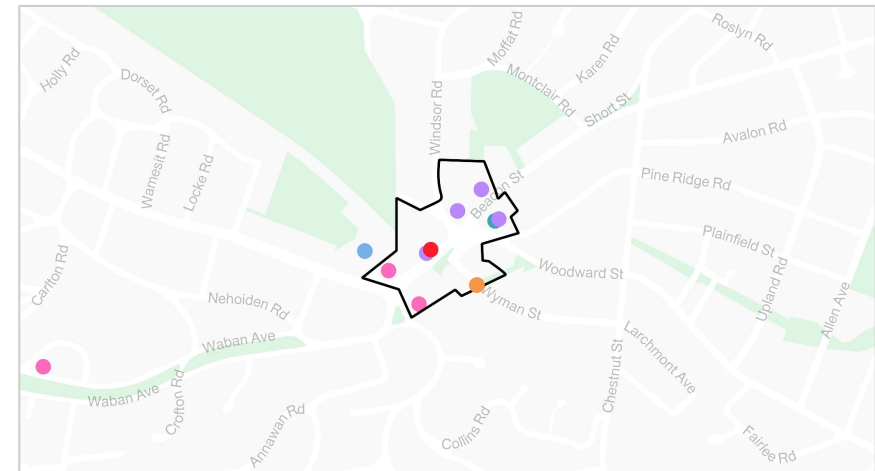 Moffat Rd
Roslyn Rd
Karen Rd
Holly Rd
Dorset Rd
Montclair Rd
Windsor Rd
Short St
Avalon Rd
Wamesit Rd
Locke Rd
Pine Ridge Rd
Beacon St
Plainfield St
Carlton Rd
Woodward St
Upland Rd
Allen Ave
Nehoiden Rd
Wyman St
Waban Ave
Larchmont Ave
Chestnut St
Waban Ave
Crofton Rd
Annawan Rd
Collins Rd
Fairlee Rd